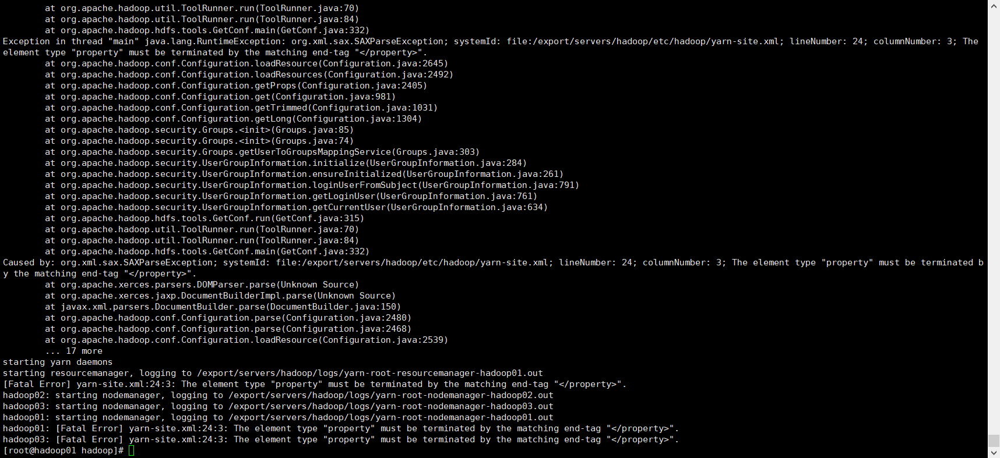 at org.apache.hadoop.util.ToolRunner.run(ToolRunner.java:70)
at org.apache.hadoop.util.ToolRunner.run(ToolRunner.java:84)
at org.apache.hadoop.hdfs.tools.GetConf.main(GetConf.java:332)
Exception in thread "main" java.lang.RuntimeException: org.xml.sax.SAXParseException; systemId: file:/export/servers/hadoop/etc/hadoop/yarn-site.xml; lineNumber: 24; columnNumber: 3; The
element type "property" must be terminated by the matching end-tag "</property>".
at org.apache.hadoop.conf.Configuration.loadResource(Configuration.java:2645)
at org.apache.hadoop.conf.Configuration.loadResources(Configuration.java:2492)
at org.apache.hadoop.conf.Configuration.getProps(Configuration.java:2405)
at org.apache.hadoop.conf.Configuration.get(Configuration.java:981)
at org.apache.hadoop.conf.Configuration.getTrimmed(Configuration.java:1031)
at org.apache.hadoop.conf.Configuration.getLong(Configuration.java:1304)
at org.apache.hadoop.security.Groups.<init>(Groups.java:85)
at org.apache.hadoop.security.Groups.<init>(Groups.java:74)
at org.apache.hadoop.security.Groups.getUserToGroupsMappingService(Groups.java:303)
at org.apache.hadoop.security.UserGroupInformation.initialize(UserGroupInformation.java:284)
at org.apache.hadoop.security.UserGroupInformation.ensureInitialized(UserGroupInformation.java:261)
at org.apache.hadoop.security.UserGroupInformation.loginUserFromSubject(UserGroupInformation.java:791)
at org.apache.hadoop.security.UserGroupInformation.getLoginUser(UserGroupInformation.java:761)
at org.apache.hadoop.security.UserGroupInformation.getCurrentUser(UserGroupInformation.java:634)
at org.apache.hadoop.hdfs.tools.GetConf.run(GetConf.java:315)
at org.apache.hadoop.util.ToolRunner.run(ToolRunner.java:70)
at org.apache.hadoop.util.ToolRunner.run(ToolRunner.java:84)
at org.apache.hadoop.hdfs.tools.GetConf.main(GetConf.java:332)
Caused by: org.xml.sax.SAXParseException; systemId: file:/export/servers/hadoop/etc/hadoop/yarn-site.xml; lineNumber: 24; columnNumber: 3; The element type "property" must be terminated b
y the matching end-tag "</property>".
at org.apache.xerces.parsers.DOMParser.parse(Unknown Source)
at org.apache.xerces.jaxp.DocumentBuilderImpl.parse(Unknown Source)
at javax.xml.parsers.DocumentBuilder.parse(DocumentBuilder.java:150)
at org.apache.hadoop.conf.Configuration.parse(Configuration.java:2480)
at org.apache.hadoop.conf.Configuration.parse(Configuration.java:2468)
at org.apache.hadoop.conf.Configuration.loadResource(Configuration.java:2539)
... 17 more
starting yarn daemons
starting resourcemanager, logging to /export/servers/hadoop/logs/yarn-root-resourcemanager-hadoop01.out
[Fatal Error] yarn-site.xml:24:3: The element type "property" must be terminated by the matching end-tag "</property>".
hadoop02: starting nodemanager, logging to /export/servers/hadoop/logs/yarn-root-nodemanager-hadoop02.out
hadoop03: starting nodemanager, logging to /export/servers/hadoop/logs/yarn-root-nodemanager-hadoop03.out
hadoop01: starting nodemanager, logging to /export/servers/hadoop/logs/yarn-root-nodemanager-hadoop01.out
hadoop01: [Fatal Error] yarn-site.xml:24:3: The element type "property" must be terminated by the matching end-tag "</property>".
hadoop03: [Fatal Error] yarn-site.xml:24:3: The element type "property" must be terminated by the matching end-tag "</property>".
[root@hadoop01 hadoop]#